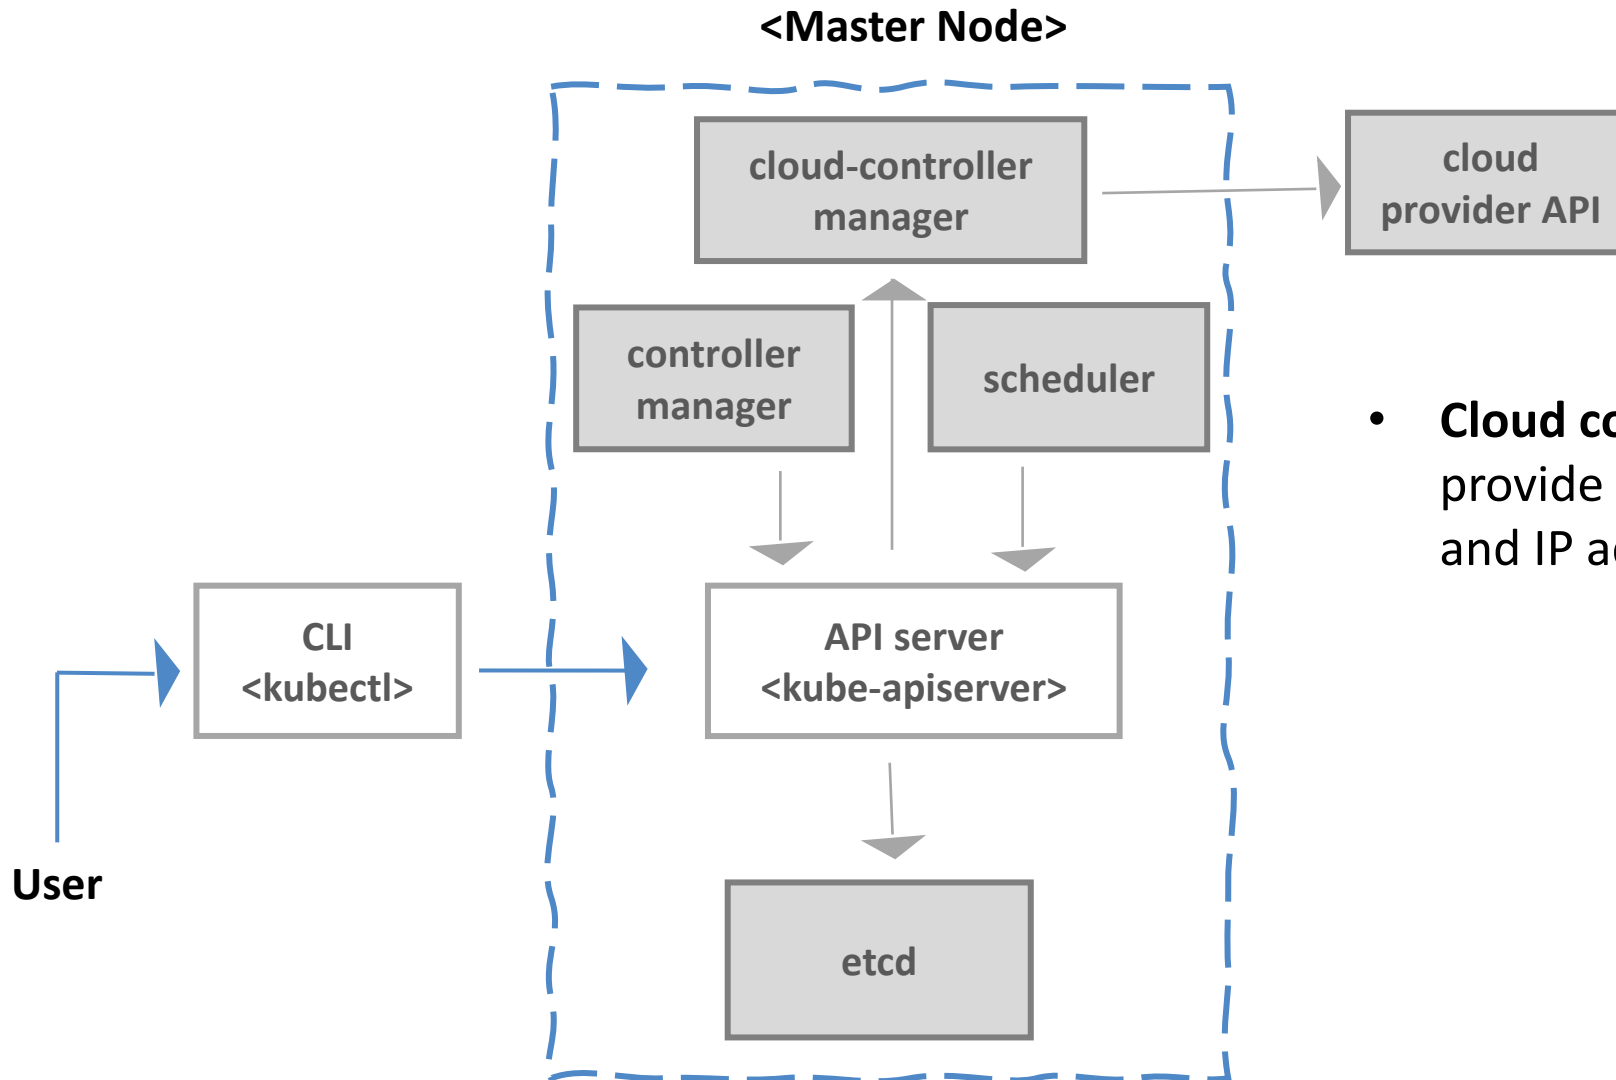 <Master Node>
cloud-controller
manager
cloud
provider API
controller
manager
scheduler
• Cloud
provide
and IP
CLI
<kubectl>
API server
<kube-apiserver>
User
etcd